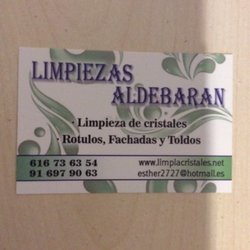 LIMPIEZAS
ALDEBARAN
· Limpieza de cristales
· Rotulos, Fachadas y Toldos
616 73 63 54
91 697 90 63
www.limpiacristales.net
esther2727@hotmail.es